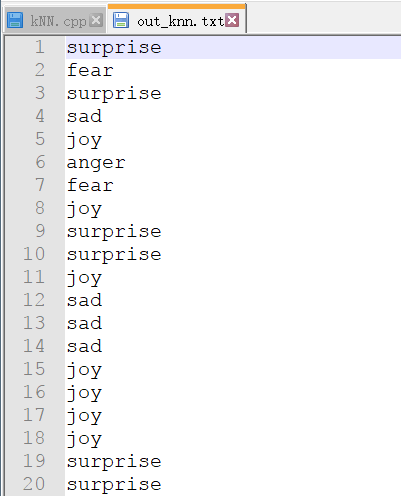 kNN.cpp out_knn.txt
1 surprise
2 fear
3 surprise
4 sad
5 joy
6 anger
7 fear
8 joy
9 surprise
10 surprise
11 joy
12 sad
13 sad
14 sad
15 joy
16 joy
17 joy
18 joy
19 surprise
20 surprise